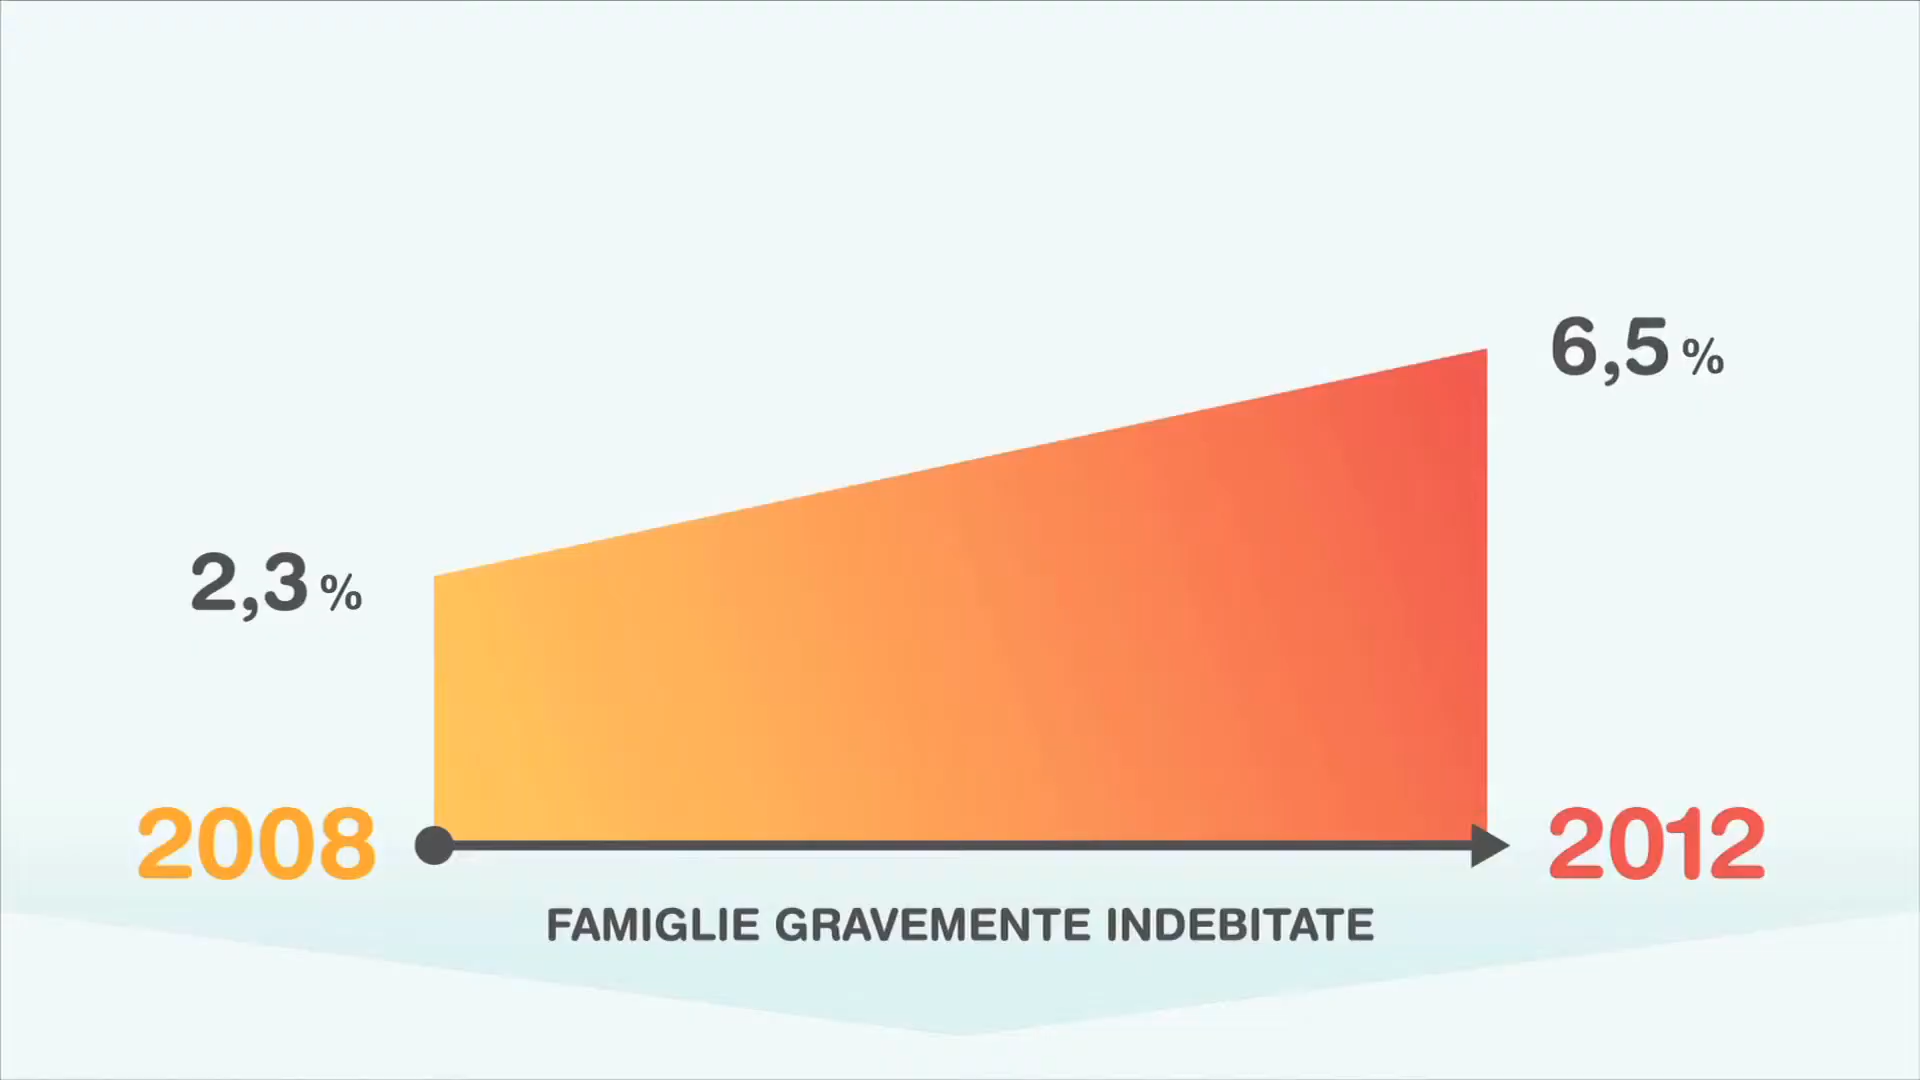 6,5 %
2,3 %
2008
2012
FAMIGLIE GRAVEMENTE INDEBITATE